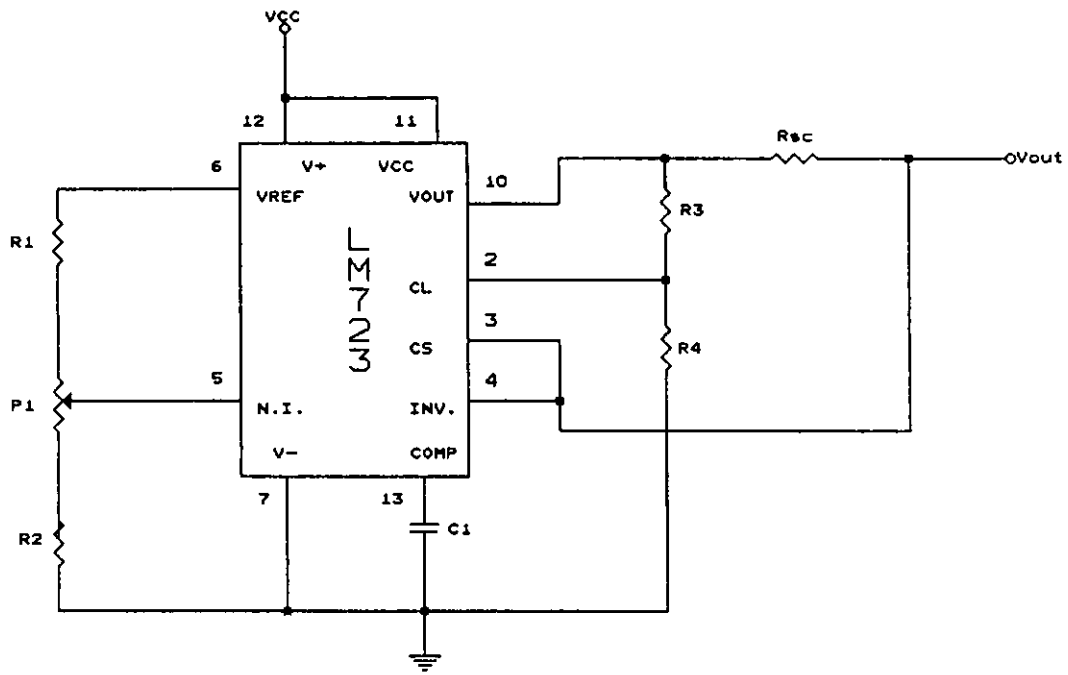 VCC
12
11
6
V+
VCC
Rsc
Vout
VREF
VOUT
10
R1
R3
LM723
2
CL
3
CS
R4
5
4
P1
N.I.
INV.
V-
COMP
7
13
C1
R2